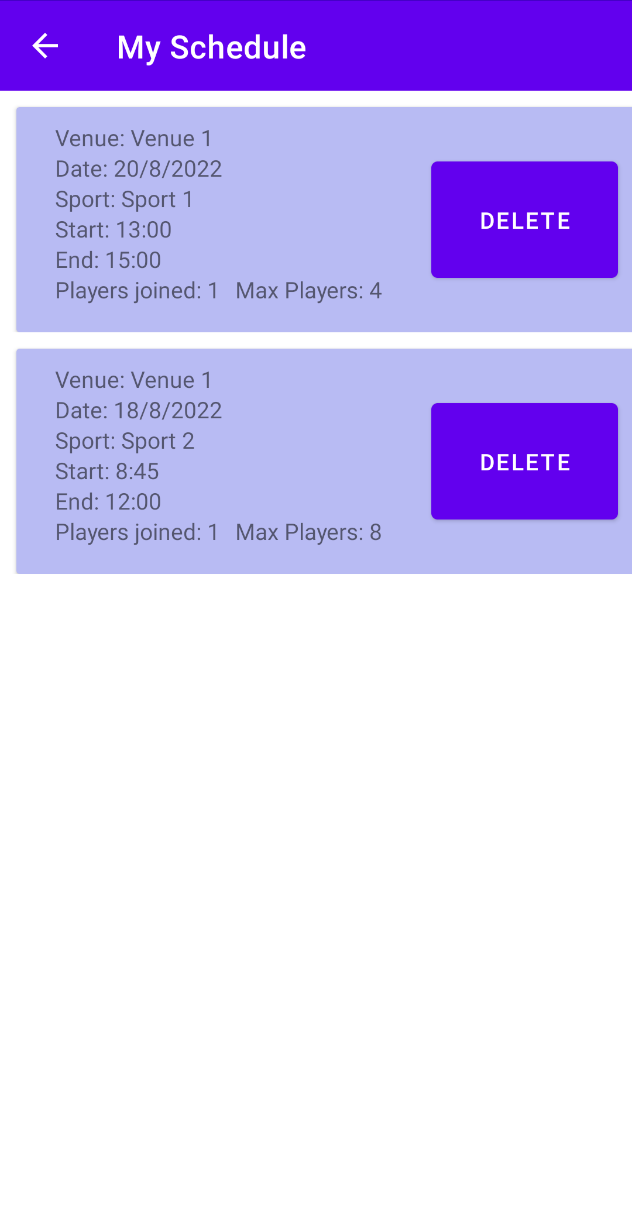 My Schedule
Venue: Venue 1
Date: 20/8/2022
Sport: Sport 1
Start: 13:00
End: 15:00
Players joined: 1 Max Players: 4
DELETE
Venue: Venue 1
Date: 18/8/2022
Sport: Sport 2
Start: 8:45
End: 12:00
Players joined: 1 Max Players: 8
DELETE